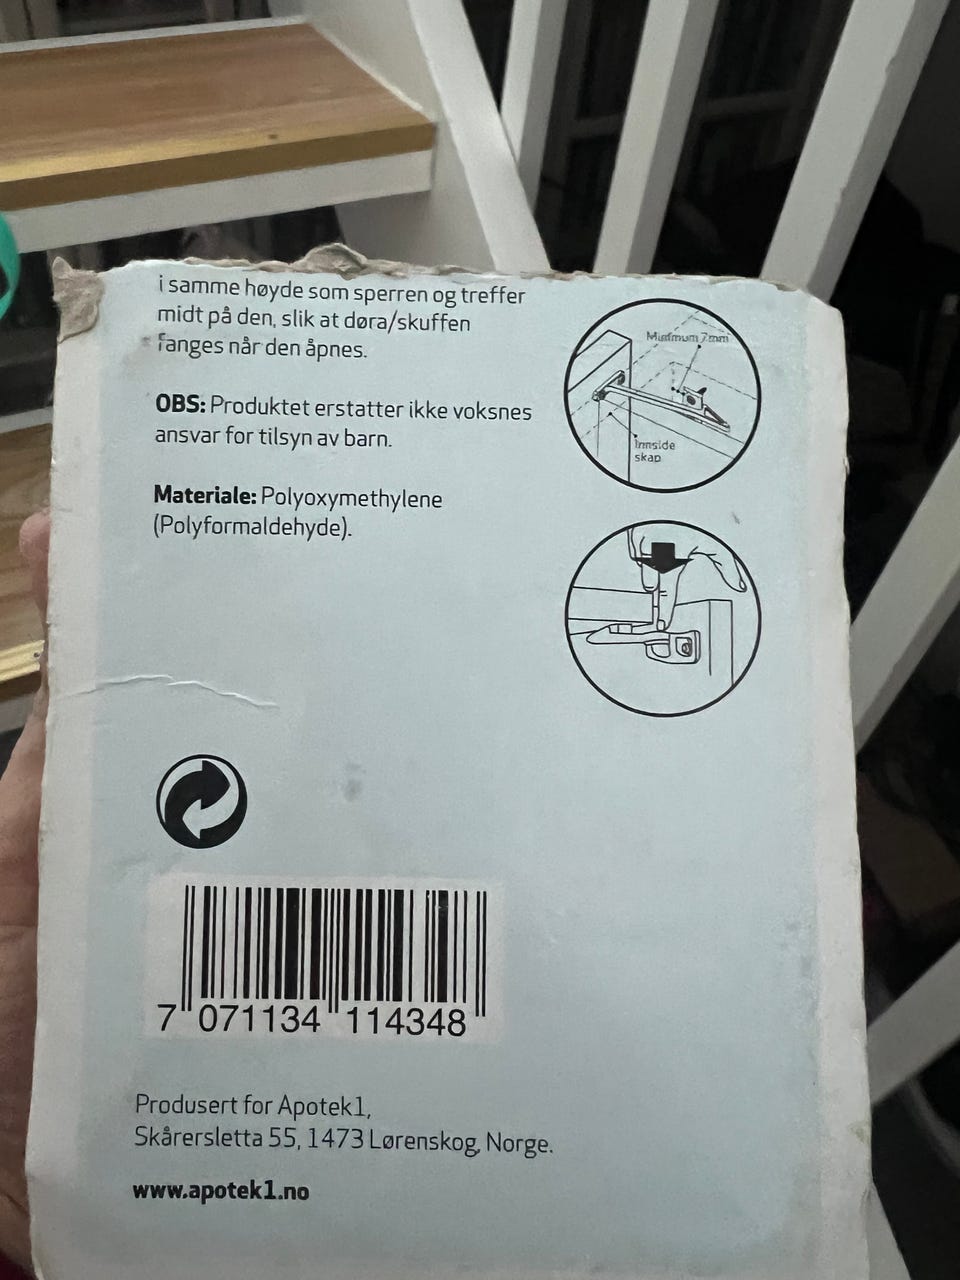 i samme høyde som sperren og treffer
midt på den, slik at døra/skuffen
fanges når den åpnes.
OBS: Produktet erstatter ikke voksnes
ansvar for tilsyn av barn.
Materiale: Polyoxymethylene
(Polyformaldehyde).
Minimum 7mm
Innside
skap
7 071134 114348
Produsert for Apotek1,
Skårersletta 55, 1473 Lørenskog, Norge.
www.apotek1.no